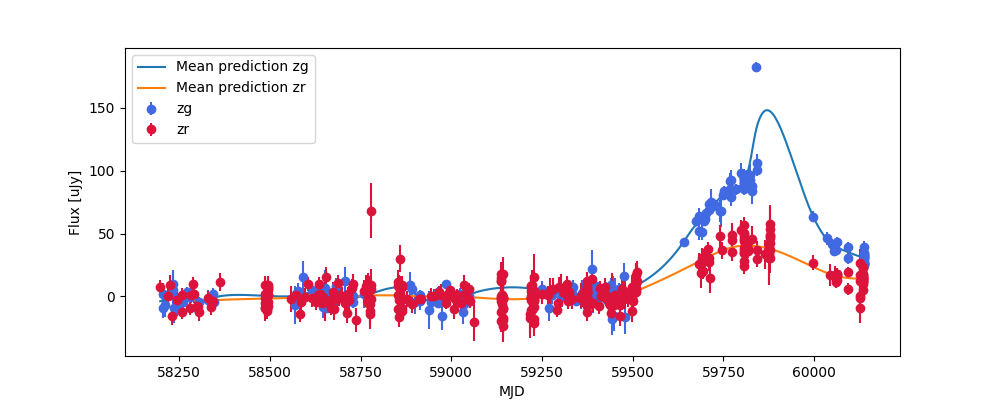 Mean prediction zg
Mean prediction zr
zg
zr
Flux [uJy]
150
100
50
0
58250 58500 58750 59000 59250 59500 59750 60000
MJD